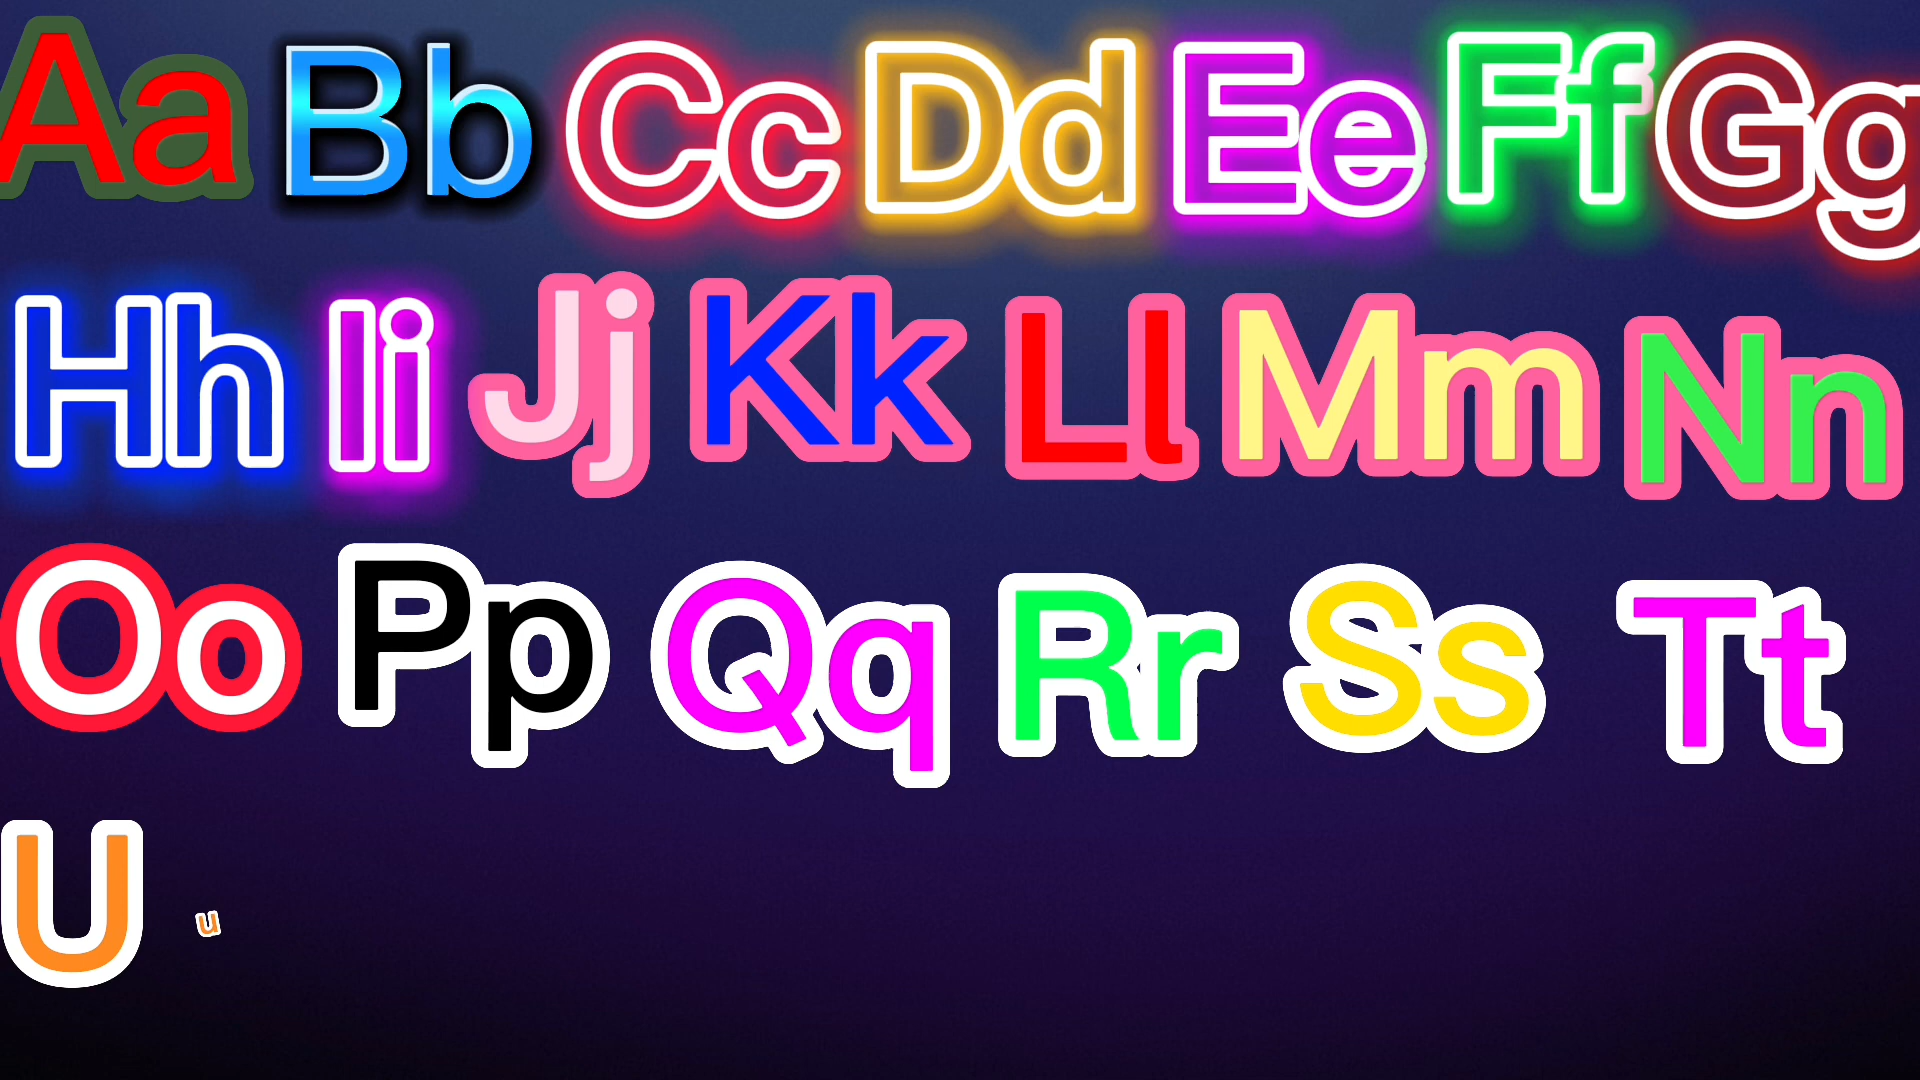 Aa Bb Cc Dd Ee Ff Gg
Hh Ii Jj Kk Ll Mm Nn
Oo Pp Qq Rr Ss Tt
U u